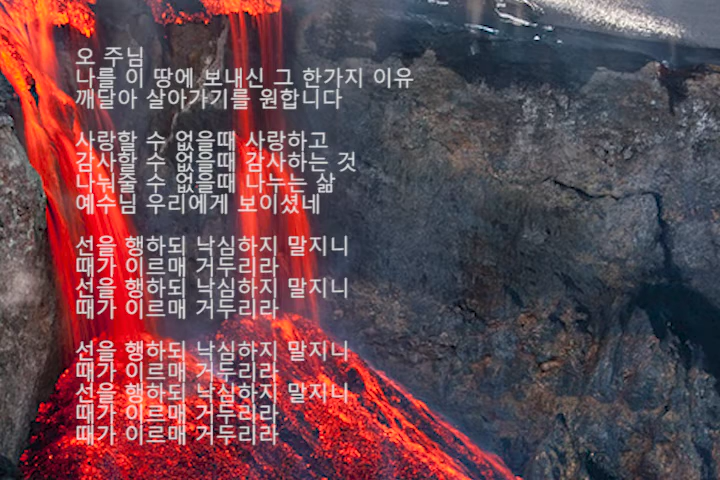 오 주님
나를 이 땅에 보내신 그 한가지 이유
깨달아 살아가기를 원합니다
사랑할 수 없을때 사랑하고
감사할 수 없을때 감사하는 것
나눠줄 수 없을때 나누는 삶
예수님 우리에게 보이셨네
선을 행하되 낙심하지 말지니
때가 이르매 거두리라
선을 행하되 낙심하지 말지니
때가 이르매 거두리라
선을 행하되 낙심하지 말지니
때가 이르매 거두리라
선을 행하되 낙심하지 말지니
때가 이르매 거두라라
때가 이르매 거두리라